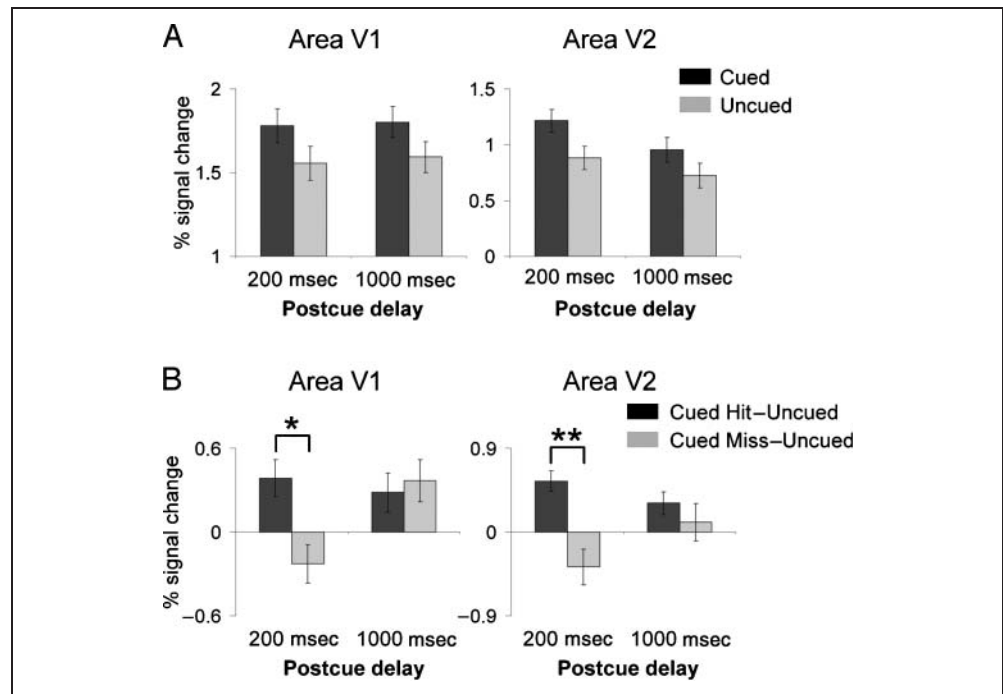 A
Area V1
Area V2
Cued
Uncued
% signal change
2
1.5
1
1.5
1
0.5
0
200 msec 1000 msec
200 msec 1000 msec
Postcue delay
Postcue delay
B
Area V1
Area V2
Cued Hit–Uncued
Cued Miss–Uncued
*
**
% signal change
0.6
0
–0.6
0.9
0
–0.9
200 msec 1000 msec
200 msec 1000 msec
Postcue delay
Postcue delay